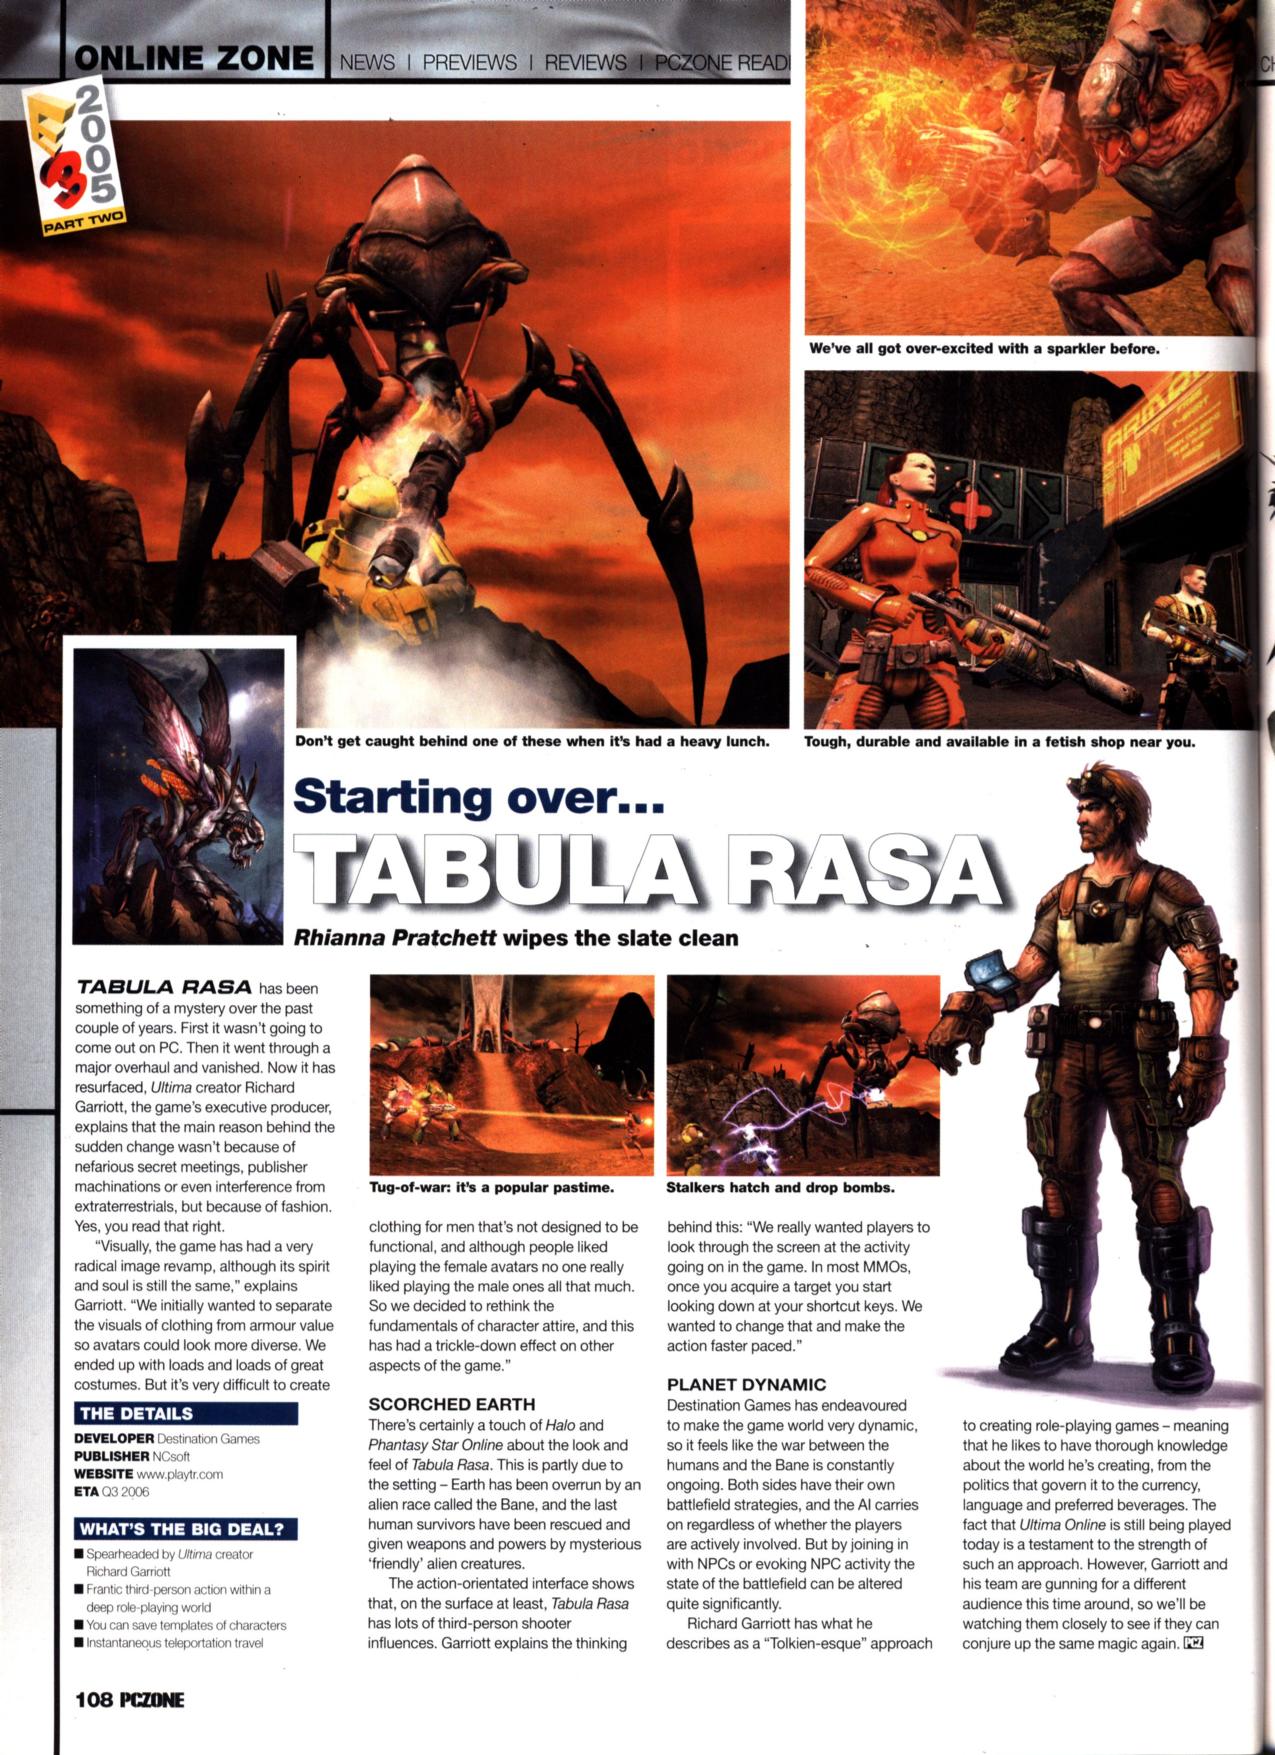 ONLINE ZONE
NEWS | PREVIEWS | REVIEWS | PCZONE READ
CH
E3
2005
PART TWO
We've all got over-excited with a sparkler before.
Don't get caught behind one of these when it's had a heavy lunch.
Tough, durable and available in a fetish shop near you.
Starting over...
TABULA RASA
Rhianna Pratchett wipes the slate clean
TABULA RASA has been
something of a mystery over the past
couple of years. First it wasn't going to
come out on PC. Then it went through a
major overhaul and vanished. Now it has
resurfaced, Ultima creator Richard
Garriott, the game's executive producer,
explains that the main reason behind the
sudden change wasn't because of
nefarious secret meetings, publisher
machinations or even interference from
extraterrestrials, but because of fashion.
Yes, you read that right.
"Visually, the game has had a very
radical image revamp, although its spirit
and soul is still the same," explains
Garriott. "We initially wanted to separate
the visuals of clothing from armour value
so avatars could look more diverse. We
ended up with loads and loads of great
costumes. But it's very difficult to create
THE DETAILS
DEVELOPER Destination Games
PUBLISHER NCsoft
WEBSITE www.playtr.com
ETA Q3 2006
WHAT'S THE BIG DEAL?
■ Spearheaded by Ultima creator
Richard Garriott
■ Frantic third-person action within a
deep role-playing world
■ You can save templates of characters
■ Instantaneous teleportation travel
Tug-of-war: it's a popular pastime.
clothing for men that's not designed to be
functional, and although people liked
playing the female avatars no one really
liked playing the male ones all that much.
So we decided to rethink the
fundamentals of character attire, and this
has had a trickle-down effect on other
aspects of the game."
SCORCHED EARTH
There's certainly a touch of Halo and
Phantasy Star Online about the look and
feel of Tabula Rasa. This is partly due to
the setting – Earth has been overrun by an
alien race called the Bane, and the last
human survivors have been rescued and
given weapons and powers by mysterious
'friendly' alien creatures.
The action-orientated interface shows
that, on the surface at least, Tabula Rasa
has lots of third-person shooter
influences. Garriott explains the thinking
Stalkers hatch and drop bombs.
behind this: "We really wanted players to
look through the screen at the activity
going on in the game. In most MMOs,
once you acquire a target you start
looking down at your shortcut keys. We
wanted to change that and make the
action faster paced."
PLANET DYNAMIC
Destination Games has endeavoured
to make the game world very dynamic,
so it feels like the war between the
humans and the Bane is constantly
ongoing. Both sides have their own
battlefield strategies, and the AI carries
on regardless of whether the players
are actively involved. But by joining in
with NPCs or evoking NPC activity the
state of the battlefield can be altered
quite significantly.
Richard Garriott has what he
describes as a "Tolkien-esque" approach
to creating role-playing games – meaning
that he likes to have thorough knowledge
about the world he's creating, from the
politics that govern it to the currency,
language and preferred beverages. The
fact that Ultima Online is still being played
today is a testament to the strength of
such an approach. However, Garriott and
his team are gunning for a different
audience this time around, so we'll be
watching them closely to see if they can
conjure up the same magic again. PCZ
108 PCZONE